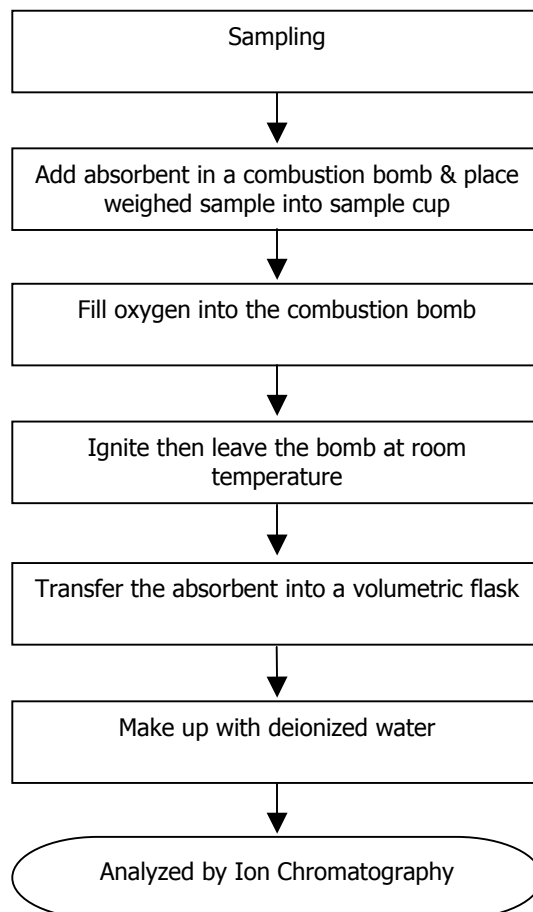 Sampling
Add absorbent in a combustion bomb & place
weighed sample into sample cup
Fill oxygen into the combustion bomb
Ignite then leave the bomb at room
temperature
Transfer the absorbent into a volumetric flask
Make up with deionized water
Analyzed by Ion Chromatography